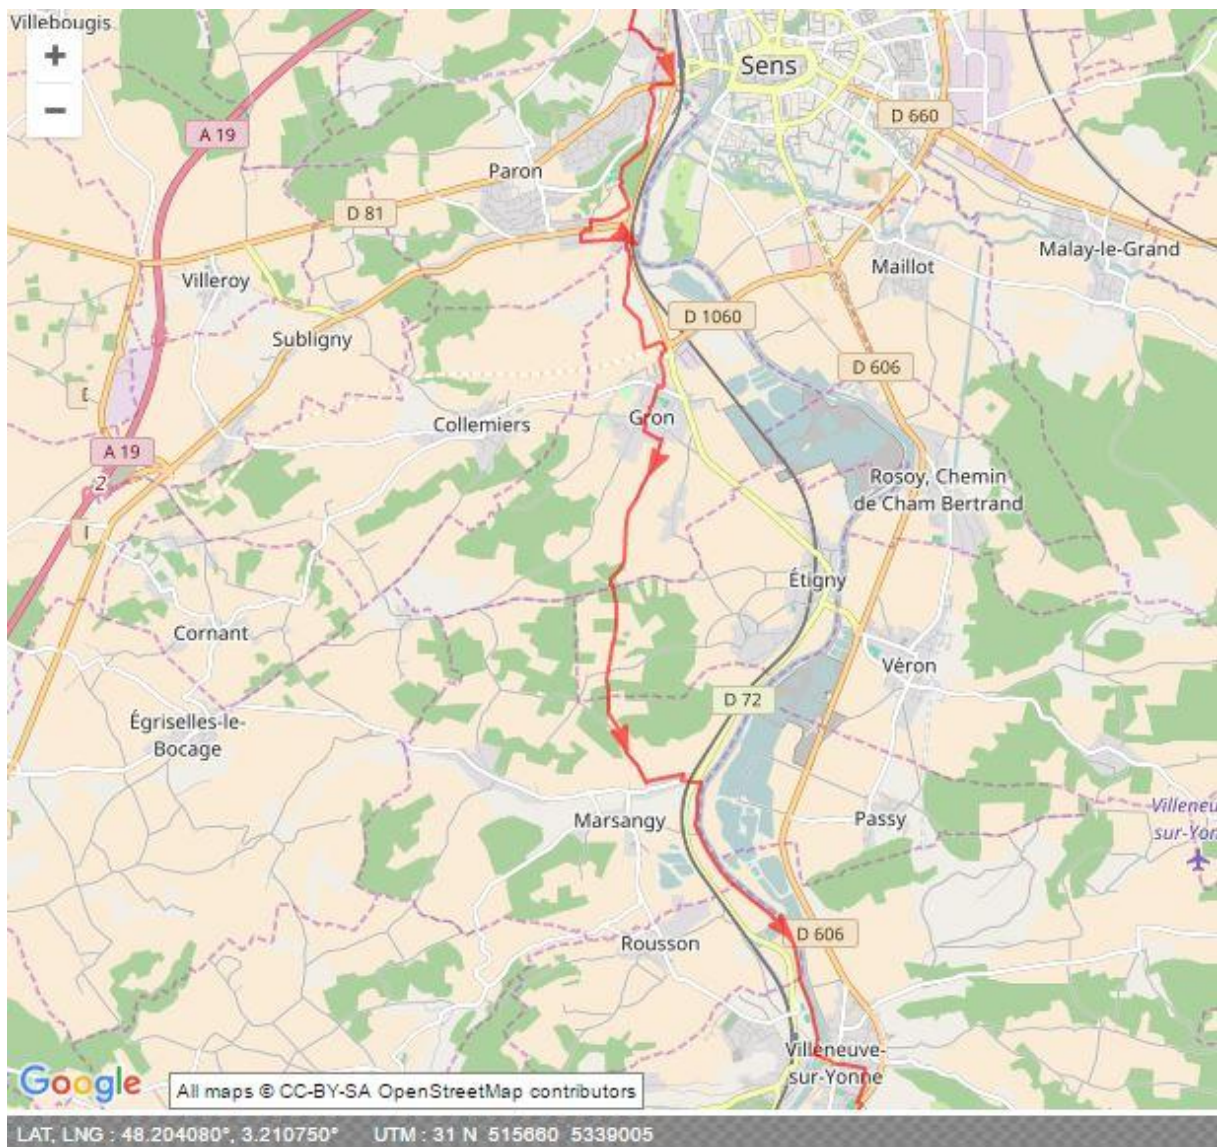 Villebougis
+
−
Sens
A 19
D 660
Paron
D 81
Malay-le-Grand
Maillot
Villeroy
D 1060
Subligny
D 606
Gron
Collemiers
A 19
2
Rosoy, Chemin
de Cham Bertrand
Étigny
Cornant
Véron
D 72
Égriselles-le-
Bocage
Marsangy
Passy
sur-Yon
D 606
Rousson
Villeneuve-
sur-Yonne
Google
All maps © CC-BY-SA OpenStreetMap contributors
LAT, LNG : 48.204080°, 3.210750° UTM : 31 N 515660 5339005